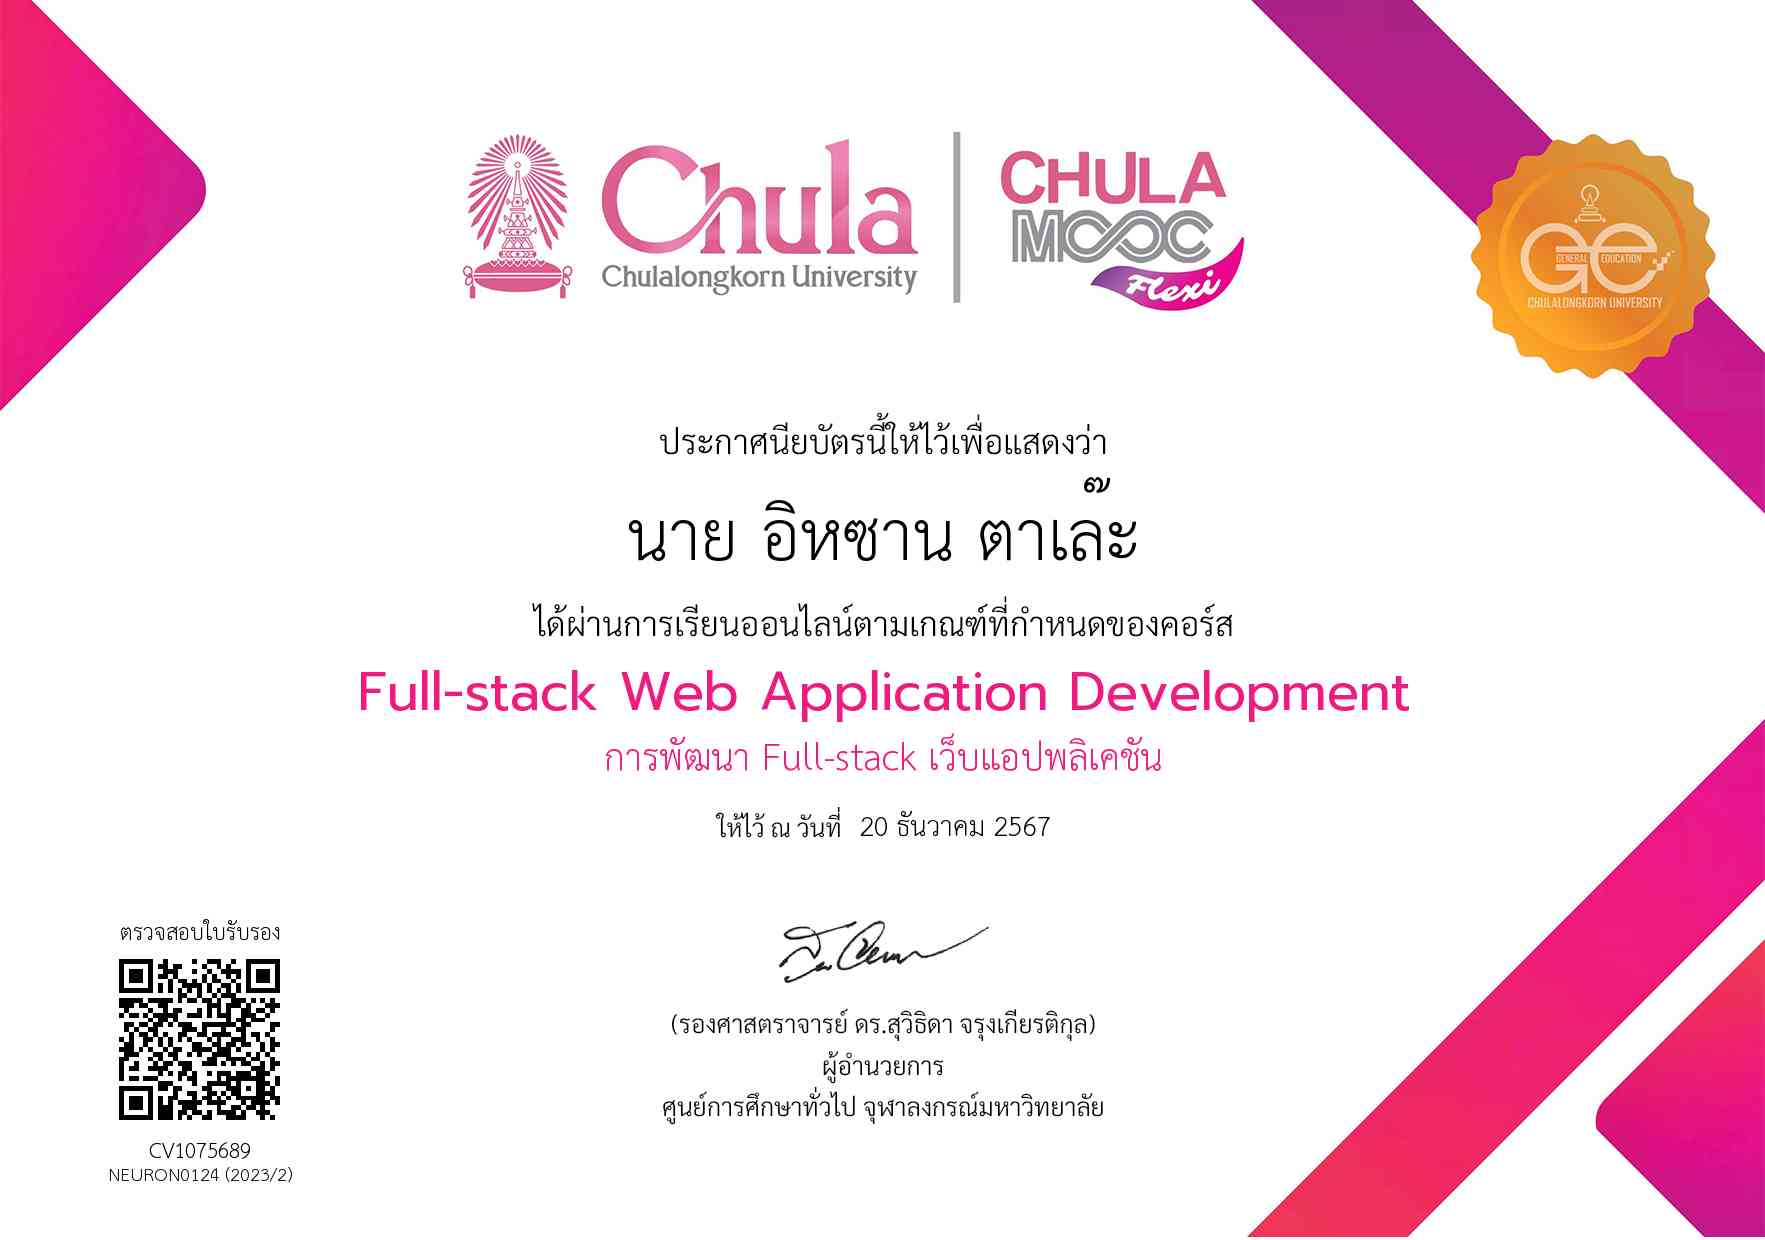 Chula
Chulalongkorn University
CHULA
MOOC
Flexi
GE
GENERAL EDUCATION
CHULALONGKORN UNIVERSITY
ประกาศนียบัตรนี้ให้ไว้เพื่อแสดงว่า
นาย อิหซาน ตาเล๊ะ
ได้ผ่านการเรียนออนไลน์ตามเกณฑ์ที่กำหนดของคอร์ส
Full-stack Web Application Development
การพัฒนา Full-stack เว็บแอปพลิเคชัน
ให้ไว้ ณ วันที่ 20 ธันวาคม 2567
ตรวจสอบใบรับรอง
CV1075689
NEURON0124 (2023/2)
(รองศาสตราจารย์ ดร.สุวิธิดา จรุงเกียรติกุล)
ผู้อำนวยการ
ศูนย์การศึกษาทั่วไป จุฬาลงกรณ์มหาวิทยาลัย